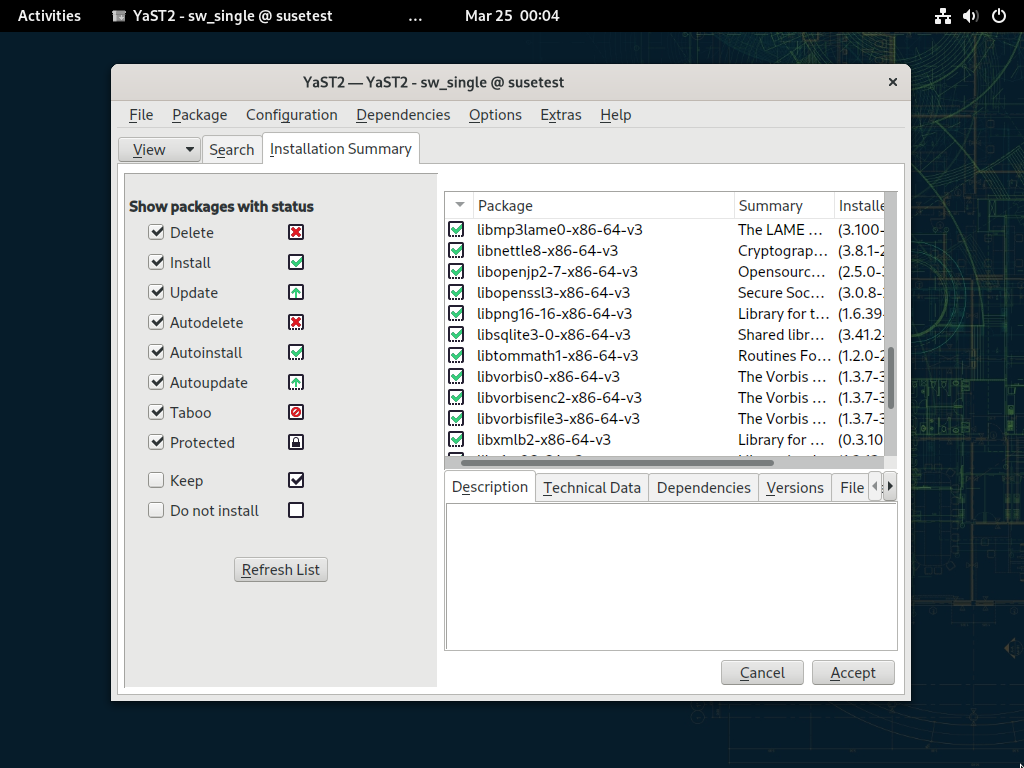 Activities YaST2 - sw_single @ susetest ... Mar 25 00:04
YaST2 — YaST2 - sw_single @ susetest ×
File Package Configuration Dependencies Options Extras Help
View Search Installation Summary
Show packages with status
Delete
Install
Update
Autodelete
Autoinstall
Autoupdate
Taboo
Protected
Keep
Do not install
Refresh List
Package Summary Installe
libmp3lame0-x86-64-v3 The LAME ... (3.100-
libnettle8-x86-64-v3 Cryptograp... (3.8.1-2
libopenjp2-7-x86-64-v3 Opensourc... (2.5.0-
libopenssl3-x86-64-v3 Secure Soc... (3.0.8-
libpng16-16-x86-64-v3 Library for t... (1.6.39-
libsqlite3-0-x86-64-v3 Shared libr... (3.41.2-
libtommath1-x86-64-v3 Routines Fo... (1.2.0-2
libvorbis0-x86-64-v3 The Vorbis ... (1.3.7-3
libvorbisenc2-x86-64-v3 The Vorbis ... (1.3.7-3
libvorbisfile3-x86-64-v3 The Vorbis ... (1.3.7-3
libxmlb2-x86-64-v3 Library for ... (0.3.10
Description Technical Data Dependencies Versions File
Cancel Accept